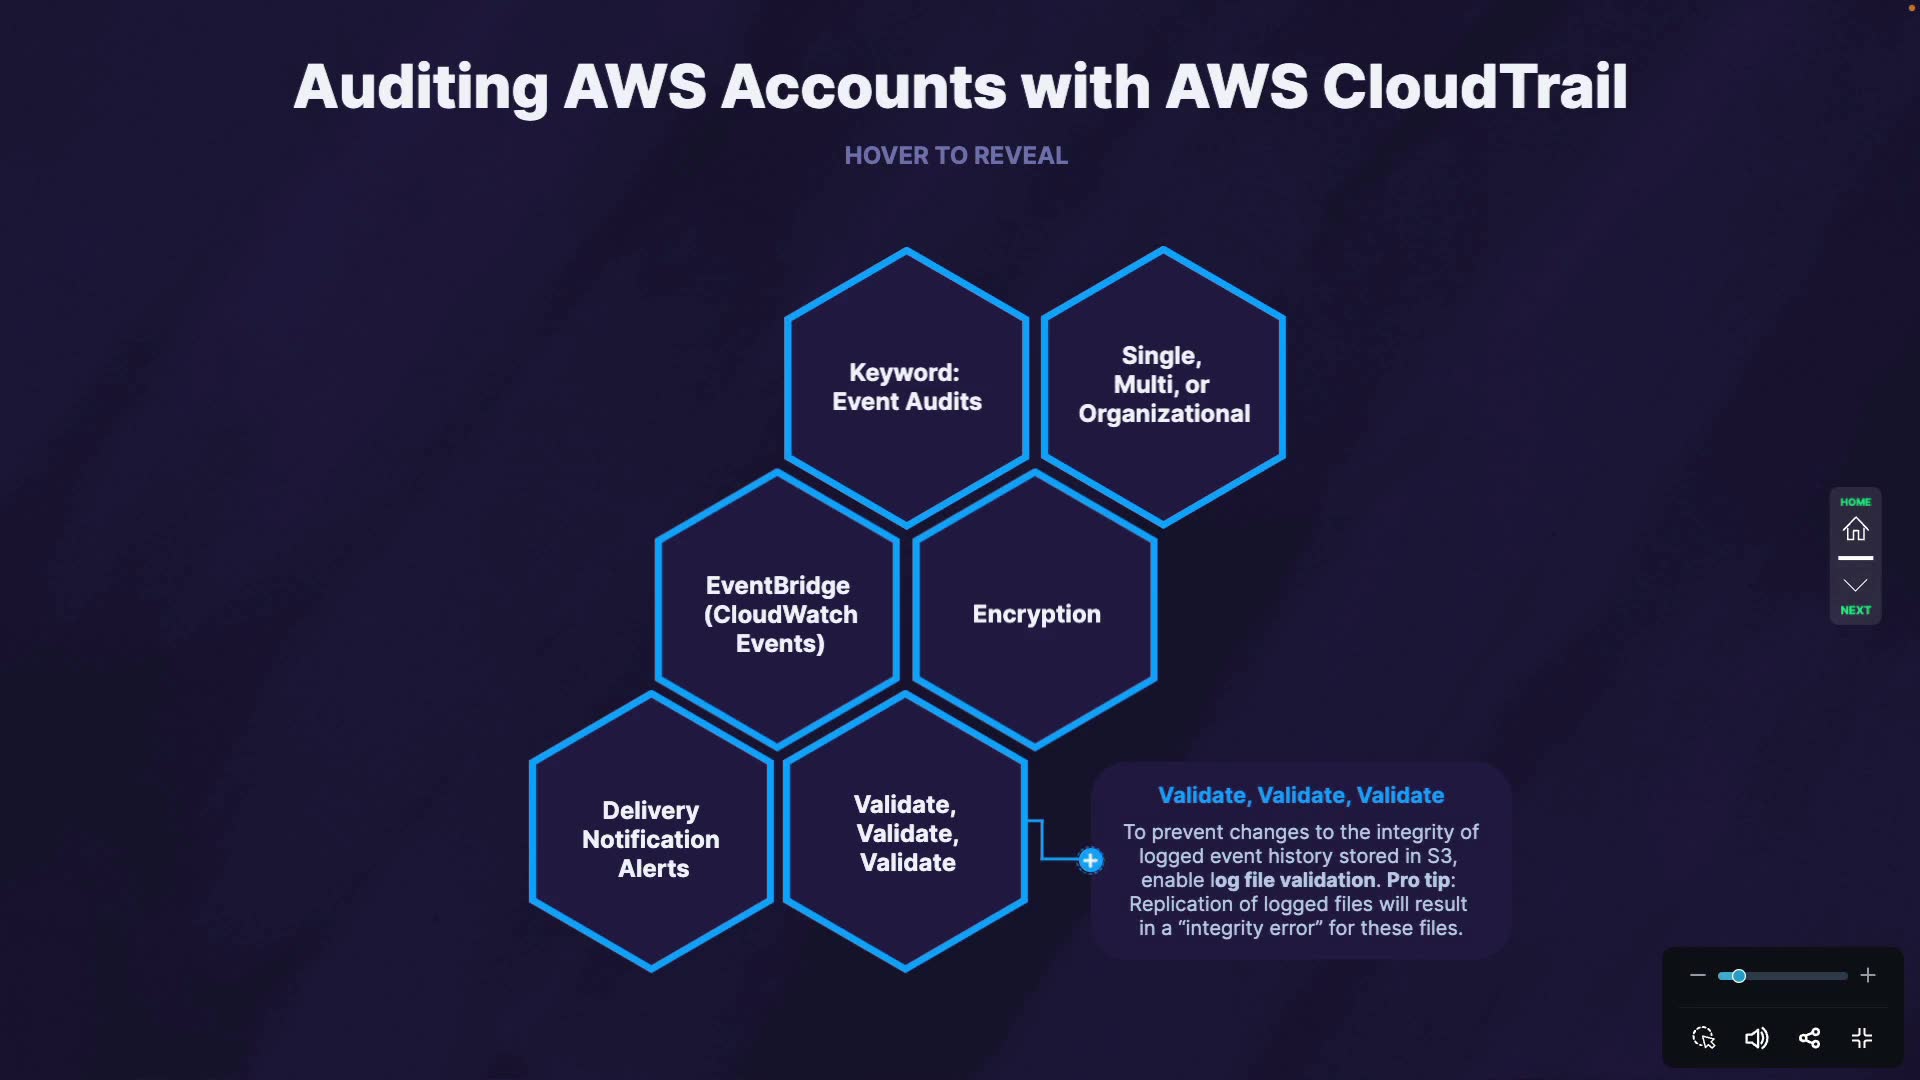 Auditing AWS Accounts with AWS CloudTrail
HOVER TO REVEAL
Keyword:
Event Audits
Single,
Multi, or
Organizational
EventBridge
(CloudWatch
Events)
Encryption
Delivery
Notification
Alerts
Validate,
Validate,
Validate
Validate, Validate, Validate
To prevent changes to the integrity of
logged event history stored in S3,
enable log file validation. Pro tip:
Replication of logged files will result
in a “integrity error” for these files.
HOME
NEXT